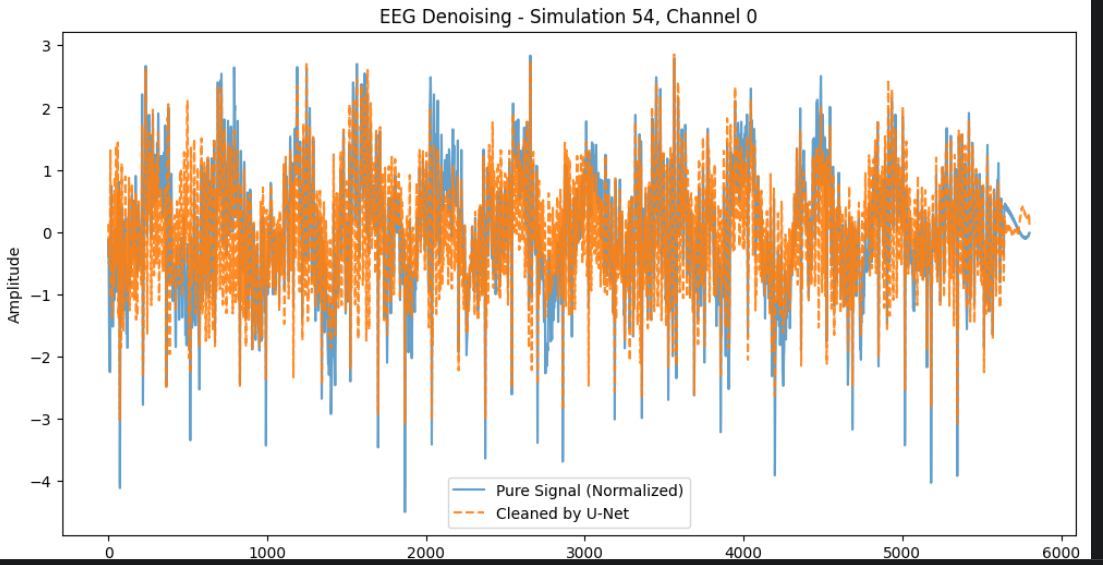 EEG Denoising - Simulation 54, Channel 0
3
2
1
0
−1
−2
−3
−4
Amplitude
Pure Signal (Normalized)
Cleaned by U-Net
0 1000 2000 3000 4000 5000 6000